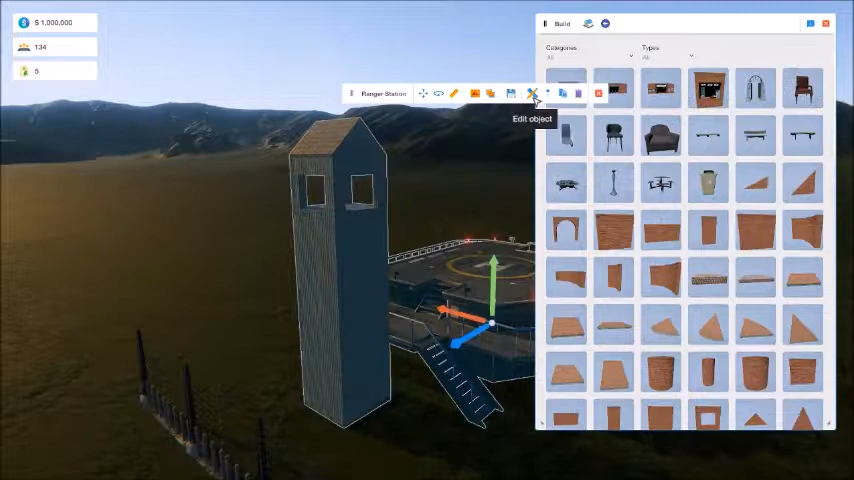 $ 1,000,000
134
5
Build
Categories
All
Types
All
Ranger Station
Edit object